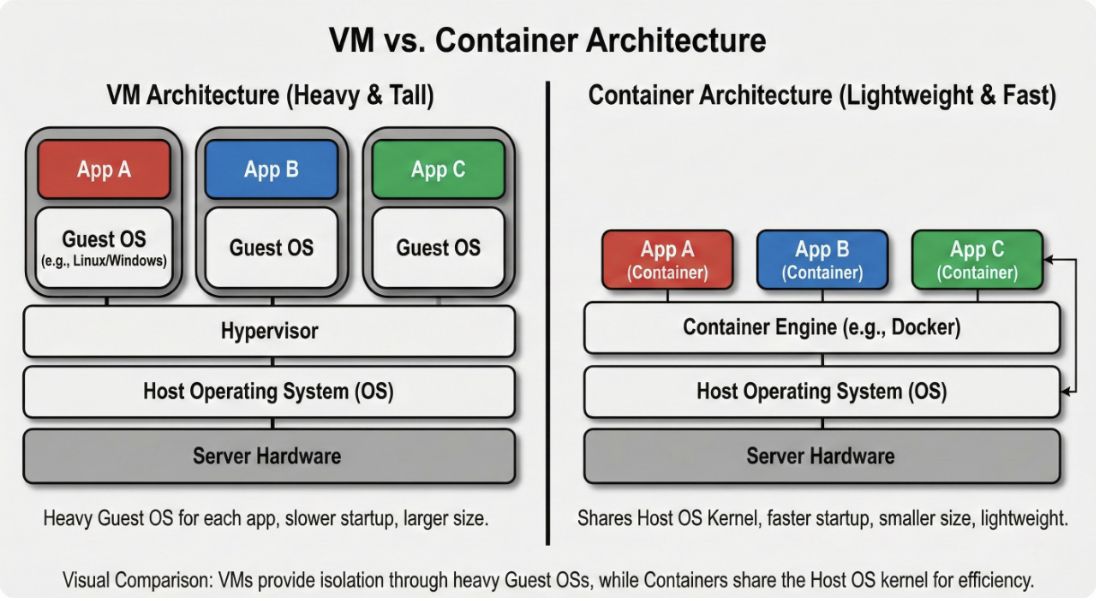 VM vs. Container Architecture
VM Architecture (Heavy & Tall)
App A
App B
App C
Guest OS
(e.g., Linux/Windows)
Guest OS
Guest OS
Hypervisor
Host Operating System (OS)
Server Hardware
Heavy Guest OS for each app, slower startup, larger size.
Container Architecture (Lightweight & Fast)
App A
(Container)
App B
(Container)
App C
(Container)
Container Engine (e.g., Docker)
Host Operating System (OS)
Server Hardware
Shares Host OS Kernel, faster startup, smaller size, lightweight.
Visual Comparison: VMs provide isolation through heavy Guest OSs, while Containers share the Host OS kernel for efficiency.